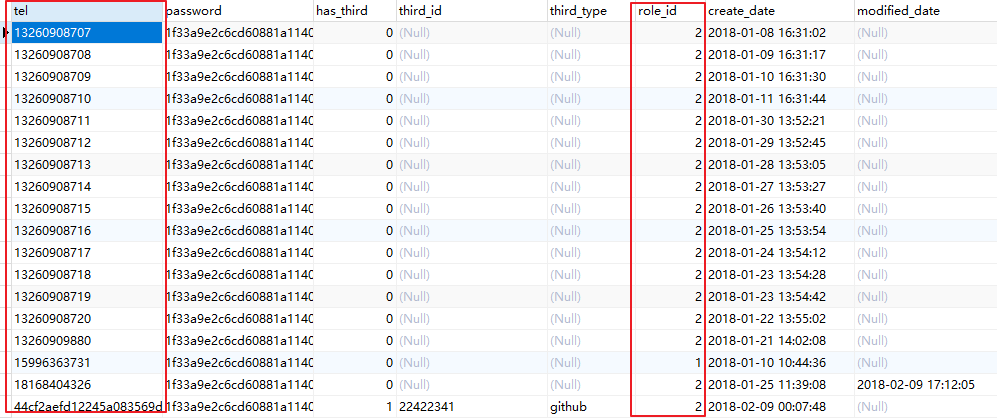 tel password has_third third_id third_type role_id create_date modified_date
13260908707 1f33a9e2c6cd60881a1140 0 (Null) (Null) 2 2018-01-08 16:31:02 (Null)
13260908708 1f33a9e2c6cd60881a1140 0 (Null) (Null) 2 2018-01-09 16:31:17 (Null)
13260908709 1f33a9e2c6cd60881a1140 0 (Null) (Null) 2 2018-01-10 16:31:30 (Null)
13260908710 1f33a9e2c6cd60881a1140 0 (Null) (Null) 2 2018-01-11 16:31:44 (Null)
13260908711 1f33a9e2c6cd60881a1140 0 (Null) (Null) 2 2018-01-30 13:52:21 (Null)
13260908712 1f33a9e2c6cd60881a1140 0 (Null) (Null) 2 2018-01-29 13:52:45 (Null)
13260908713 1f33a9e2c6cd60881a1140 0 (Null) (Null) 2 2018-01-28 13:53:05 (Null)
13260908714 1f33a9e2c6cd60881a1140 0 (Null) (Null) 2 2018-01-27 13:53:27 (Null)
13260908715 1f33a9e2c6cd60881a1140 0 (Null) (Null) 2 2018-01-26 13:53:40 (Null)
13260908716 1f33a9e2c6cd60881a1140 0 (Null) (Null) 2 2018-01-25 13:53:54 (Null)
13260908717 1f33a9e2c6cd60881a1140 0 (Null) (Null) 2 2018-01-24 13:54:12 (Null)
13260908718 1f33a9e2c6cd60881a1140 0 (Null) (Null) 2 2018-01-23 13:54:28 (Null)
13260908719 1f33a9e2c6cd60881a1140 0 (Null) (Null) 2 2018-01-23 13:54:42 (Null)
13260908720 1f33a9e2c6cd60881a1140 0 (Null) (Null) 2 2018-01-22 13:55:02 (Null)
13260909880 1f33a9e2c6cd60881a1140 0 (Null) (Null) 2 2018-01-21 14:02:08 (Null)
15996363731 1f33a9e2c6cd60881a1140 0 (Null) (Null) 1 2018-01-10 10:44:36 (Null)
18168404326 1f33a9e2c6cd60881a1140 0 (Null) (Null) 2 2018-01-25 11:39:08 2018-02-09 17:12:05
44cf2aefd12245a083569d 1f33a9e2c6cd60881a1140 1 22422341 github 2 2018-02-09 00:07:48 (Null)